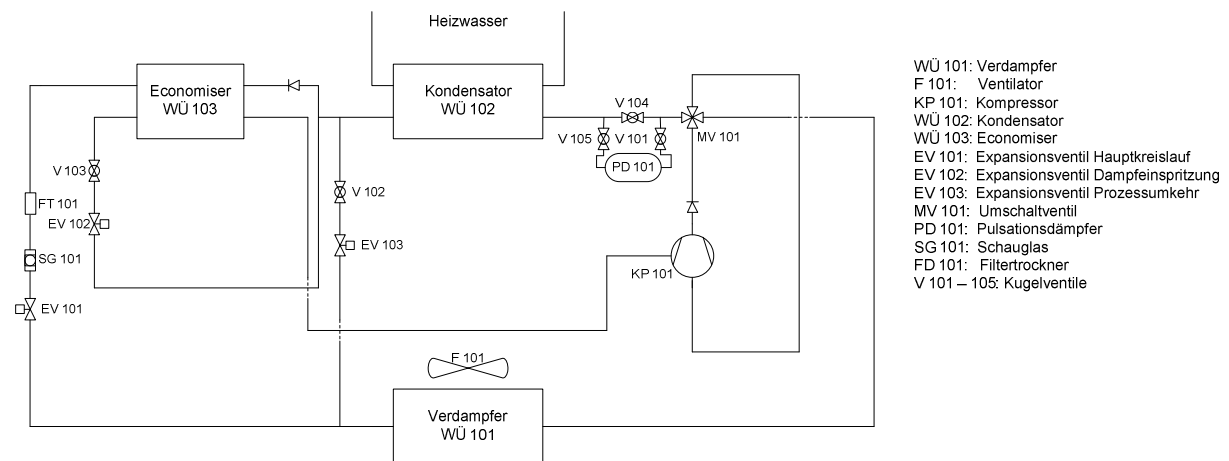 Heizwasser
Economiser
WÜ 103
Kondensator
WÜ 102
V 104
V 105
V 101
MV 101
PD 101
V 103
V 102
FT 101
EV 102
EV 103
SG 101
KP 101
EV 101
F 101
Verdampfer
WÜ 101
WÜ 101: Verdampfer
F 101: Ventilator
KP 101: Kompressor
WÜ 102: Kondensator
WÜ 103: Economiser
EV 101: Expansionsventil Hauptkreislauf
EV 102: Expansionsventil Dampfeinspritzung
EV 103: Expansionsventil Prozessumkehr
MV 101: Umschaltventil
PD 101: Pulsationsdämpfer
SG 101: Schauglas
FD 101: Filtertrockner
V 101 – 105: Kugelventile